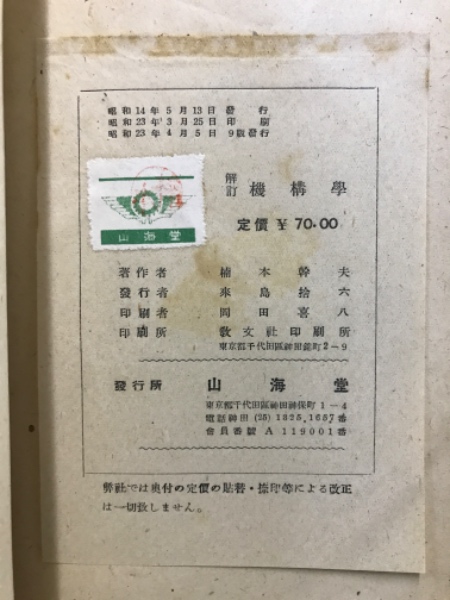 昭和14年5月13日發行
昭和23年3月25日印刷
昭和23年4月5日9版發行
解訂 機構學
定價 ¥ 70.00
山海堂
著作者 楠本幹夫
發行者 來島捨六
印刷者 岡田喜八
印刷所 敎文社印刷所
東京都千代田區神田錦町2-9
發行所 山海堂
東京都千代田區神田神保町1-4
電話神田(25) 1825, 1657番
會員番號 A 119001番
弊社では奥付の定價の貼替・捺印等による改正
は一切致しません。